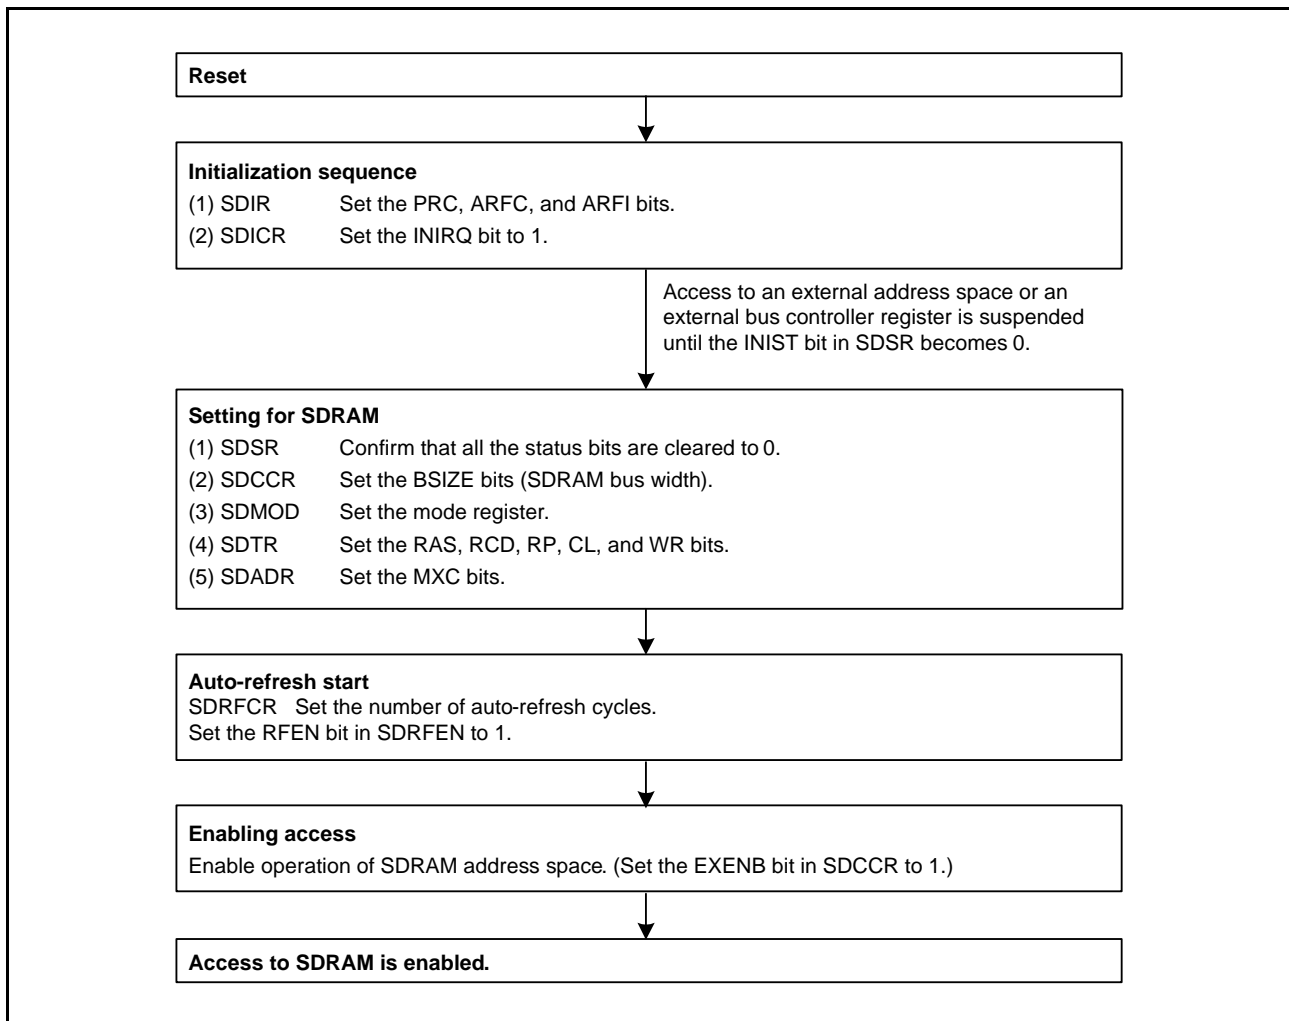 Reset
Initialization sequence
(1) SDIR Set the PRC, ARFC, and ARFI bits.
(2) SDICR Set the INIRQ bit to 1.
Access to an external address space or an
external bus controller register is suspended
until the INIST bit in SDSR becomes 0.
Setting for SDRAM
(1) SDSR Confirm that all the status bits are cleared to 0.
(2) SDCCR Set the BSIZE bits (SDRAM bus width).
(3) SDMOD Set the mode register.
(4) SDTR Set the RAS, RCD, RP, CL, and WR bits.
(5) SDADR Set the MXC bits.
Auto-refresh start
SDRFCR Set the number of auto-refresh cycles.
Set the RFEN bit in SDRFEN to 1.
Enabling access
Enable operation of SDRAM address space. (Set the EXENB bit in SDCCR to 1.)
Access to SDRAM is enabled.